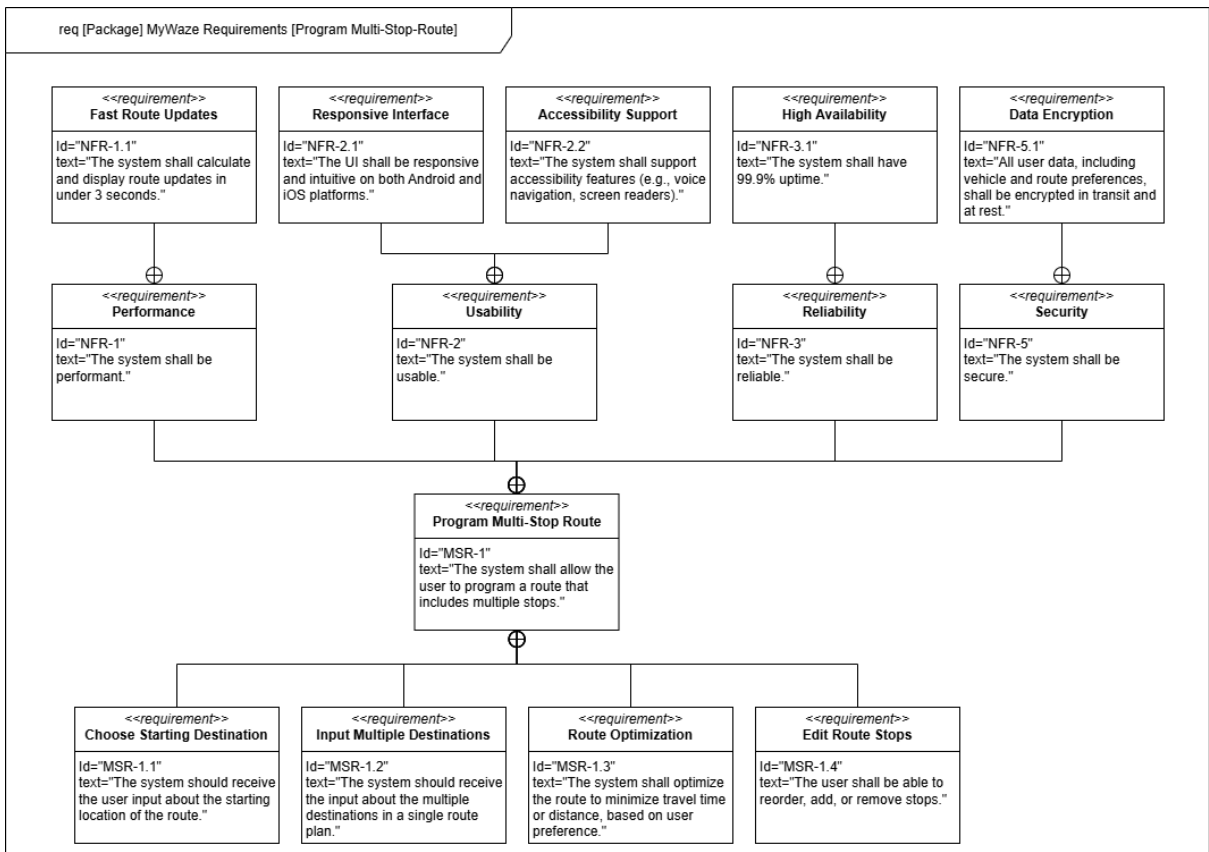 req [Package] MyWaze Requirements [Program Multi-Stop-Route]
<<requirement>>
Fast Route Updates
Id="NFR-1.1"
text="The system shall calculate
and display route updates in
under 3 seconds."
<<requirement>>
Responsive Interface
Id="NFR-2.1"
text="The UI shall be responsive
and intuitive on both Android and
iOS platforms."
<<requirement>>
Accessibility Support
Id="NFR-2.2"
text="The system shall support
accessibility features (e.g., voice
navigation, screen readers)."
<<requirement>>
High Availability
Id="NFR-3.1"
text="The system shall have
99.9% uptime."
<<requirement>>
Data Encryption
Id="NFR-5.1"
text="All user data, including
vehicle and route preferences,
shall be encrypted in transit and
at rest."
<<requirement>>
Performance
Id="NFR-1"
text="The system shall be
performant."
<<requirement>>
Usability
Id="NFR-2"
text="The system shall be
usable."
<<requirement>>
Reliability
Id="NFR-3"
text="The system shall be
reliable."
<<requirement>>
Security
Id="NFR-5"
text="The system shall be
secure."
<<requirement>>
Program Multi-Stop Route
Id="MSR-1"
text="The system shall allow the
user to program a route that
includes multiple stops."
<<requirement>>
Choose Starting Destination
Id="MSR-1.1"
text="The system should receive
the user input about the starting
location of the route."
<<requirement>>
Input Multiple Destinations
Id="MSR-1.2"
text="The system should receive
the input about the multiple
destinations in a single route
plan."
<<requirement>>
Route Optimization
Id="MSR-1.3"
text="The system shall optimize
the route to minimize travel time
or distance, based on user
preference."
<<requirement>>
Edit Route Stops
Id="MSR-1.4"
text="The user shall be able to
reorder, add, or remove stops."